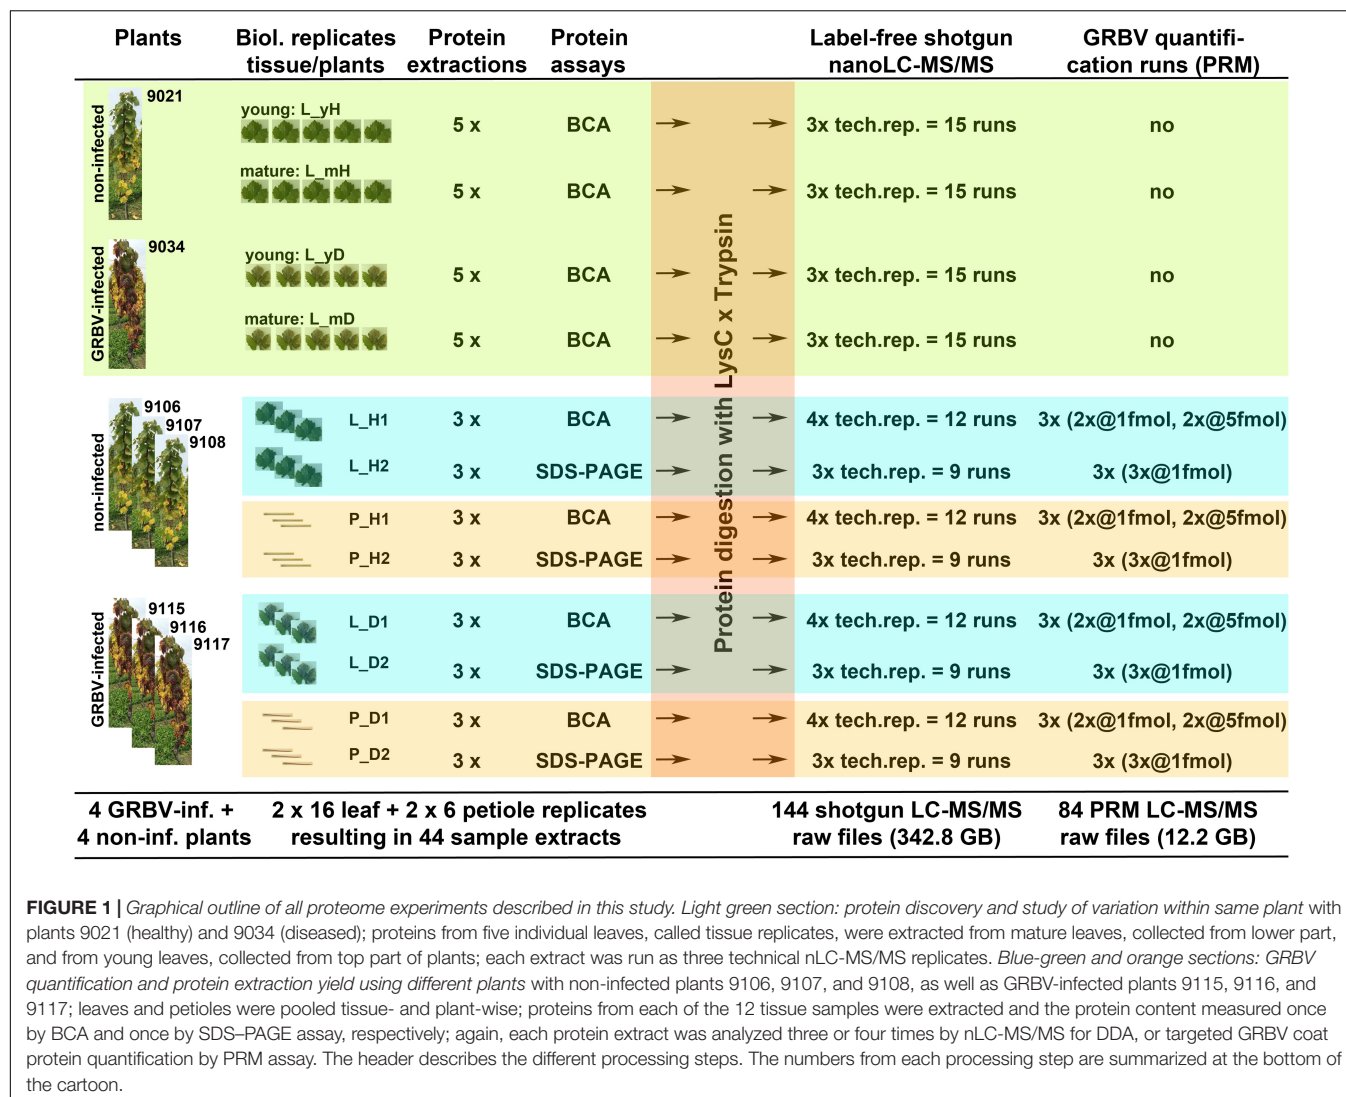 Plants
Biol. replicates
tissue/plants
Protein
extractions
Protein
assays
Label-free shotgun
nanoLC-MS/MS
GRBV quantifi-
cation runs (PRM)
non-infected
9021
young: L_yH
5 x
BCA
3x tech.rep. = 15 runs
no
mature: L_mH
5 x
BCA
3x tech.rep. = 15 runs
no
GRBV-infected
9034
young: L_yD
5 x
BCA
3x tech.rep. = 15 runs
no
mature: L_mD
5 x
BCA
3x tech.rep. = 15 runs
no
Protein digestion with LysC x Trypsin
non-infected
9106
9107
9108
L_H1
3 x
BCA
4x tech.rep. = 12 runs
3x (2x@1fmol, 2x@5fmol)
L_H2
3 x
SDS-PAGE
3x tech.rep. = 9 runs
3x (3x@1fmol)
P_H1
3 x
BCA
4x tech.rep. = 12 runs
3x (2x@1fmol, 2x@5fmol)
P_H2
3 x
SDS-PAGE
3x tech.rep. = 9 runs
3x (3x@1fmol)
GRBV-infected
9115
9116
9117
L_D1
3 x
BCA
4x tech.rep. = 12 runs
3x (2x@1fmol, 2x@5fmol)
L_D2
3 x
SDS-PAGE
3x tech.rep. = 9 runs
3x (3x@1fmol)
P_D1
3 x
BCA
4x tech.rep. = 12 runs
3x (2x@1fmol, 2x@5fmol)
P_D2
3 x
SDS-PAGE
3x tech.rep. = 9 runs
3x (3x@1fmol)
4 GRBV-inf. +
4 non-inf. plants
2 x 16 leaf + 2 x 6 petiole replicates
resulting in 44 sample extracts
144 shotgun LC-MS/MS
raw files (342.8 GB)
84 PRM LC-MS/MS
raw files (12.2 GB)
FIGURE 1 | Graphical outline of all proteome experiments described in this study. Light green section: protein discovery and study of variation within same plant with
plants 9021 (healthy) and 9034 (diseased); proteins from five individual leaves, called tissue replicates, were extracted from mature leaves, collected from lower part,
and from young leaves, collected from top part of plants; each extract was run as three technical nLC-MS/MS replicates. Blue-green and orange sections: GRBV
quantification and protein extraction yield using different plants with non-infected plants 9106, 9107, and 9108, as well as GRBV-infected plants 9115, 9116, and
9117; leaves and petioles were pooled tissue- and plant-wise; proteins from each of the 12 tissue samples were extracted and the protein content measured once
by BCA and once by SDS–PAGE assay, respectively; again, each protein extract was analyzed three or four times by nLC-MS/MS for DDA, or targeted GRBV coat
protein quantification by PRM assay. The header describes the different processing steps. The numbers from each processing step are summarized at the bottom of
the cartoon.